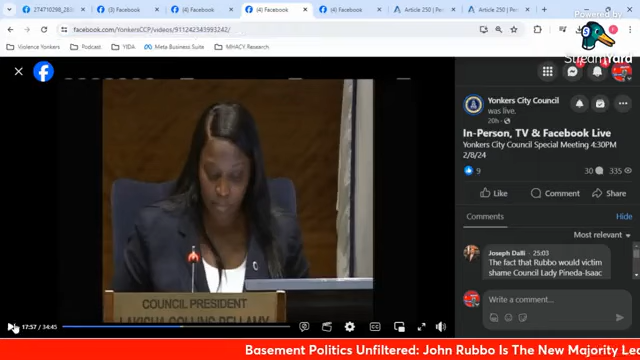 274710298_28
(3) Facebook
(4) Facebook
(4) Facebook
(4) Facebook
Article 250 | P
Article 250 | P
facebook.com/YonkersCCP/videos/911242343993242/
Violence Yonkers
YIDA
Meta Business Suite
MHACY Research
Powered by
StreamYard
Yonkers City Council
was live.
20h
In-Person, TV & Facebook Live
Yonkers City Council Special Meeting 4:30PM
2/8/24
9
30
335
Like
Comment
Share
Comments
Hide
Most relevant
Joseph Dalli
25:03
The fact that Rubbo would victim
shame Council Lady Pineda-Isaac
Write a comment...
COUNCIL PRESIDENT
LAKISHA COLLINS-BELLAMY
17:57 / 34:45
Basement Politics Unfiltered: John Rubbo Is The New Majority Le